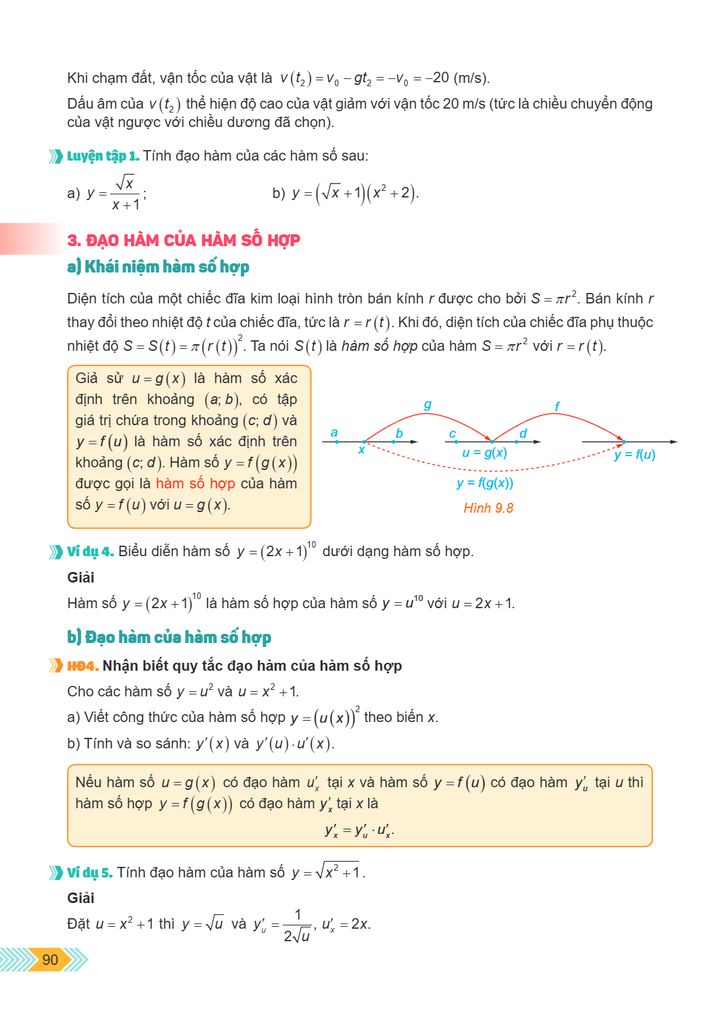 Khi chạm đất, vận tốc của vật là v(t₂) = v₀ − gt₂ = −v₀ = −20 (m/s).
Dấu âm của v(t₂) thể hiện độ cao của vật giảm với vận tốc 20 m/s (tức là chiều chuyển động
của vật ngược với chiều dương đã chọn).
Luyện tập 1. Tính đạo hàm của các hàm số sau:
a) y = √x/(x + 1); b) y = (√x + 1)(x² + 2).
3. ĐẠO HÀM CỦA HÀM SỐ HỢP
a) Khái niệm hàm số hợp
Diện tích của một chiếc đĩa kim loại hình tròn bán kính r được cho bởi S = πr². Bán kính r
thay đổi theo nhiệt độ t của chiếc đĩa, tức là r = r(t). Khi đó, diện tích của chiếc đĩa phụ thuộc
nhiệt độ S = S(t) = π(r(t))². Ta nói S(t) là hàm số hợp của hàm S = πr² với r = r(t).
Giả sử u = g(x) là hàm số xác
định trên khoảng (a; b), có tập
giá trị chứa trong khoảng (c; d) và
y = f(u) là hàm số xác định trên
khoảng (c; d). Hàm số y = f(g(x))
được gọi là hàm số hợp của hàm
số y = f(u) với u = g(x).
g f
a b c d
x u = g(x) y = f(u)
y = f(g(x))
Hình 9.8
Ví dụ 4. Biểu diễn hàm số y = (2x + 1)¹⁰ dưới dạng hàm số hợp.
Giải
Hàm số y = (2x + 1)¹⁰ là hàm số hợp của hàm số y = u¹⁰ với u = 2x + 1.
b) Đạo hàm của hàm số hợp
HĐ4. Nhận biết quy tắc đạo hàm của hàm số hợp
Cho các hàm số y = u² và u = x² + 1.
a) Viết công thức của hàm số hợp y = (u(x))² theo biến x.
b) Tính và so sánh: y′(x) và y′(u) · u′(x).
Nếu hàm số u = g(x) có đạo hàm u′ₓ tại x và hàm số y = f(u) có đạo hàm y′ᵤ tại u thì
hàm số hợp y = f(g(x)) có đạo hàm y′ₓ tại x là
y′ₓ = y′ᵤ · u′ₓ.
Ví dụ 5. Tính đạo hàm của hàm số y = √(x² + 1).
Giải
Đặt u = x² + 1 thì y = √u và y′ᵤ = 1/(2√u), u′ₓ = 2x.
90